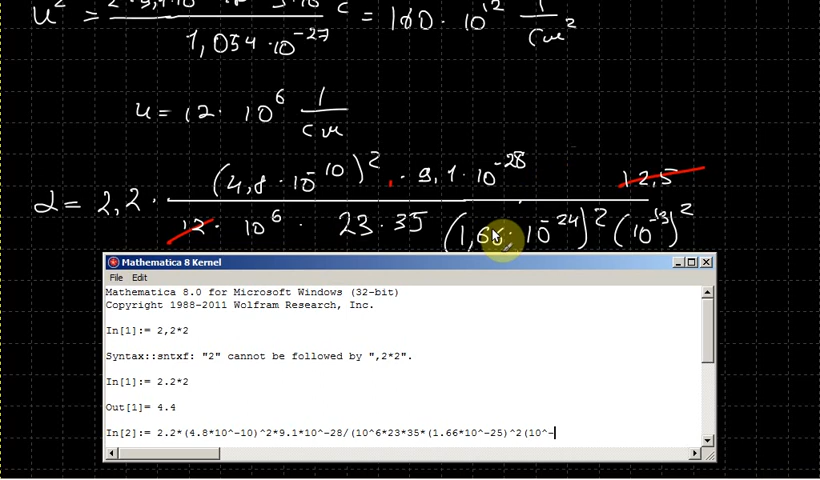 u² = 1,054·10⁻²⁷ c = 100·10¹² 1/см²
u = 12·10⁶ 1/см
α = 2,2 · (4,8·10⁻¹⁰)² · 9,1·10⁻²⁸ 12,5
12·10⁶ · 23·35 (1,66·10⁻²⁴)² (10⁻¹³)²
Mathematica 8 Kernel
File Edit
Mathematica 8.0 for Microsoft Windows (32-bit)
Copyright 1988-2011 Wolfram Research, Inc.
In[1]:= 2,2*2
Syntax::sntxf: "2" cannot be followed by ",2*2".
In[1]:= 2.2*2
Out[1]= 4.4
In[2]:= 2.2*(4.8*10^-10)^2*9.1*10^-28/(10^6*23*35*(1.66*10^-25)^2(10^-